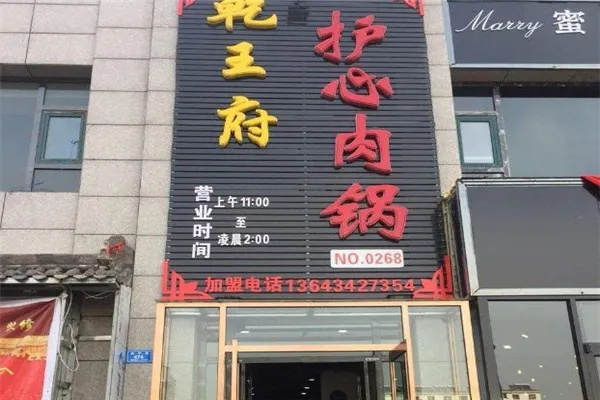 乾王府
护心肉锅
NO.0268
营业时间
上午11:00
至
凌晨2:00
加盟电话13643427354
Marry 蜜